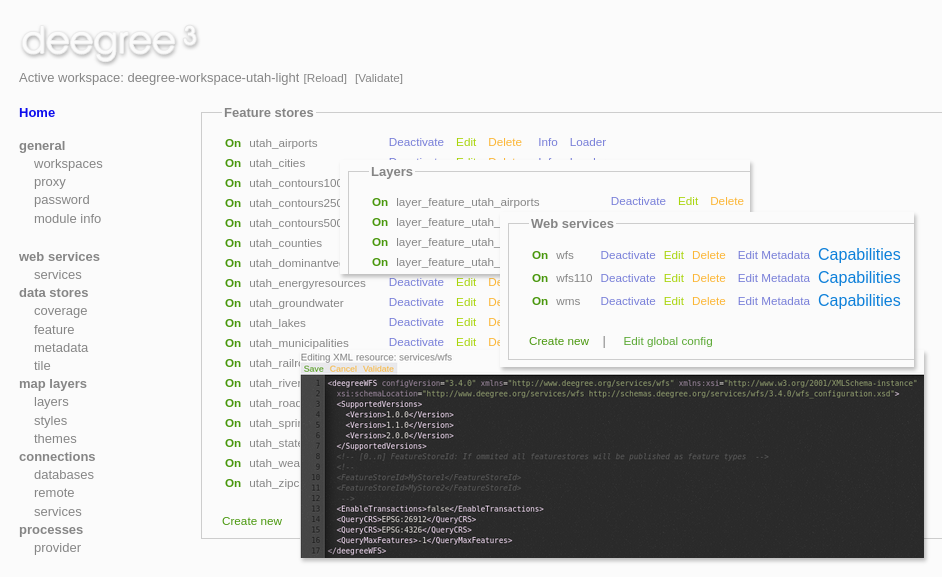 deegree 3
Active workspace: deegree-workspace-utah-light [Reload] [Validate]
Home
general
workspaces
proxy
password
module info
web services
services
data stores
coverage
feature
metadata
tile
map layers
layers
styles
themes
connections
databases
remote
services
processes
provider
Feature stores
On utah_airports Deactivate Edit Delete Info Loader
On utah_cities
On utah_contours100
On utah_contours250
On utah_contours500
On utah_counties
On utah_dominantve
On utah_energyresources Deactivate Edit De
On utah_groundwater Deactivate Edit De
On utah_lakes Deactivate Edit De
On utah_municipalities Deactivate Edit De
On utah_railr
On utah_river
On utah_road
On utah_sprin
On utah_state
On utah_wea
On utah_zipc
Create new
Layers
On layer_feature_utah_airports Deactivate Edit Delete
On layer_feature_utah_
On layer_feature_utah_
On layer_feature_utah_
Web services
On wfs Deactivate Edit Delete Edit Metadata Capabilities
On wfs110 Deactivate Edit Delete Edit Metadata Capabilities
On wms Deactivate Edit Delete Edit Metadata Capabilities
Create new | Edit global config
Editing XML resource: services/wfs
Save Cancel Validate
1 <deegreeWFS configVersion="3.4.0" xmlns="http://www.deegree.org/services/wfs" xmlns:xsi="http://www.w3.org/2001/XMLSchema-instance"
2 xsi:schemaLocation="http://www.deegree.org/services/wfs http://schemas.deegree.org/services/wfs/3.4.0/wfs_configuration.xsd">
3 <SupportedVersions>
4 <Version>1.0.0</Version>
5 <Version>1.1.0</Version>
6 <Version>2.0.0</Version>
7 </SupportedVersions>
8 <!-- [0..n] FeatureStoreId: If ommited all featurestores will be published as feature types -->
9 <!--
10 <FeatureStoreId>MyStore1</FeatureStoreId>
11 <FeatureStoreId>MyStore2</FeatureStoreId>
12 -->
13 <EnableTransactions>false</EnableTransactions>
14 <QueryCRS>EPSG:26912</QueryCRS>
15 <QueryCRS>EPSG:4326</QueryCRS>
16 <QueryMaxFeatures>-1</QueryMaxFeatures>
17 </deegreeWFS>